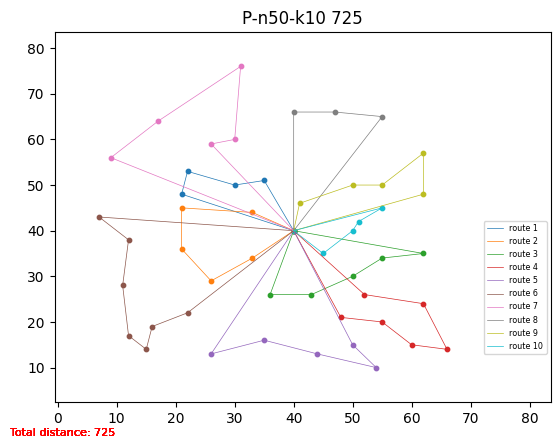 P-n50-k10 725
80
70
60
50
40
30
20
10
0 10 20 30 40 50 60 70 80
route 1
route 2
route 3
route 4
route 5
route 6
route 7
route 8
route 9
route 10
Total distance: 725